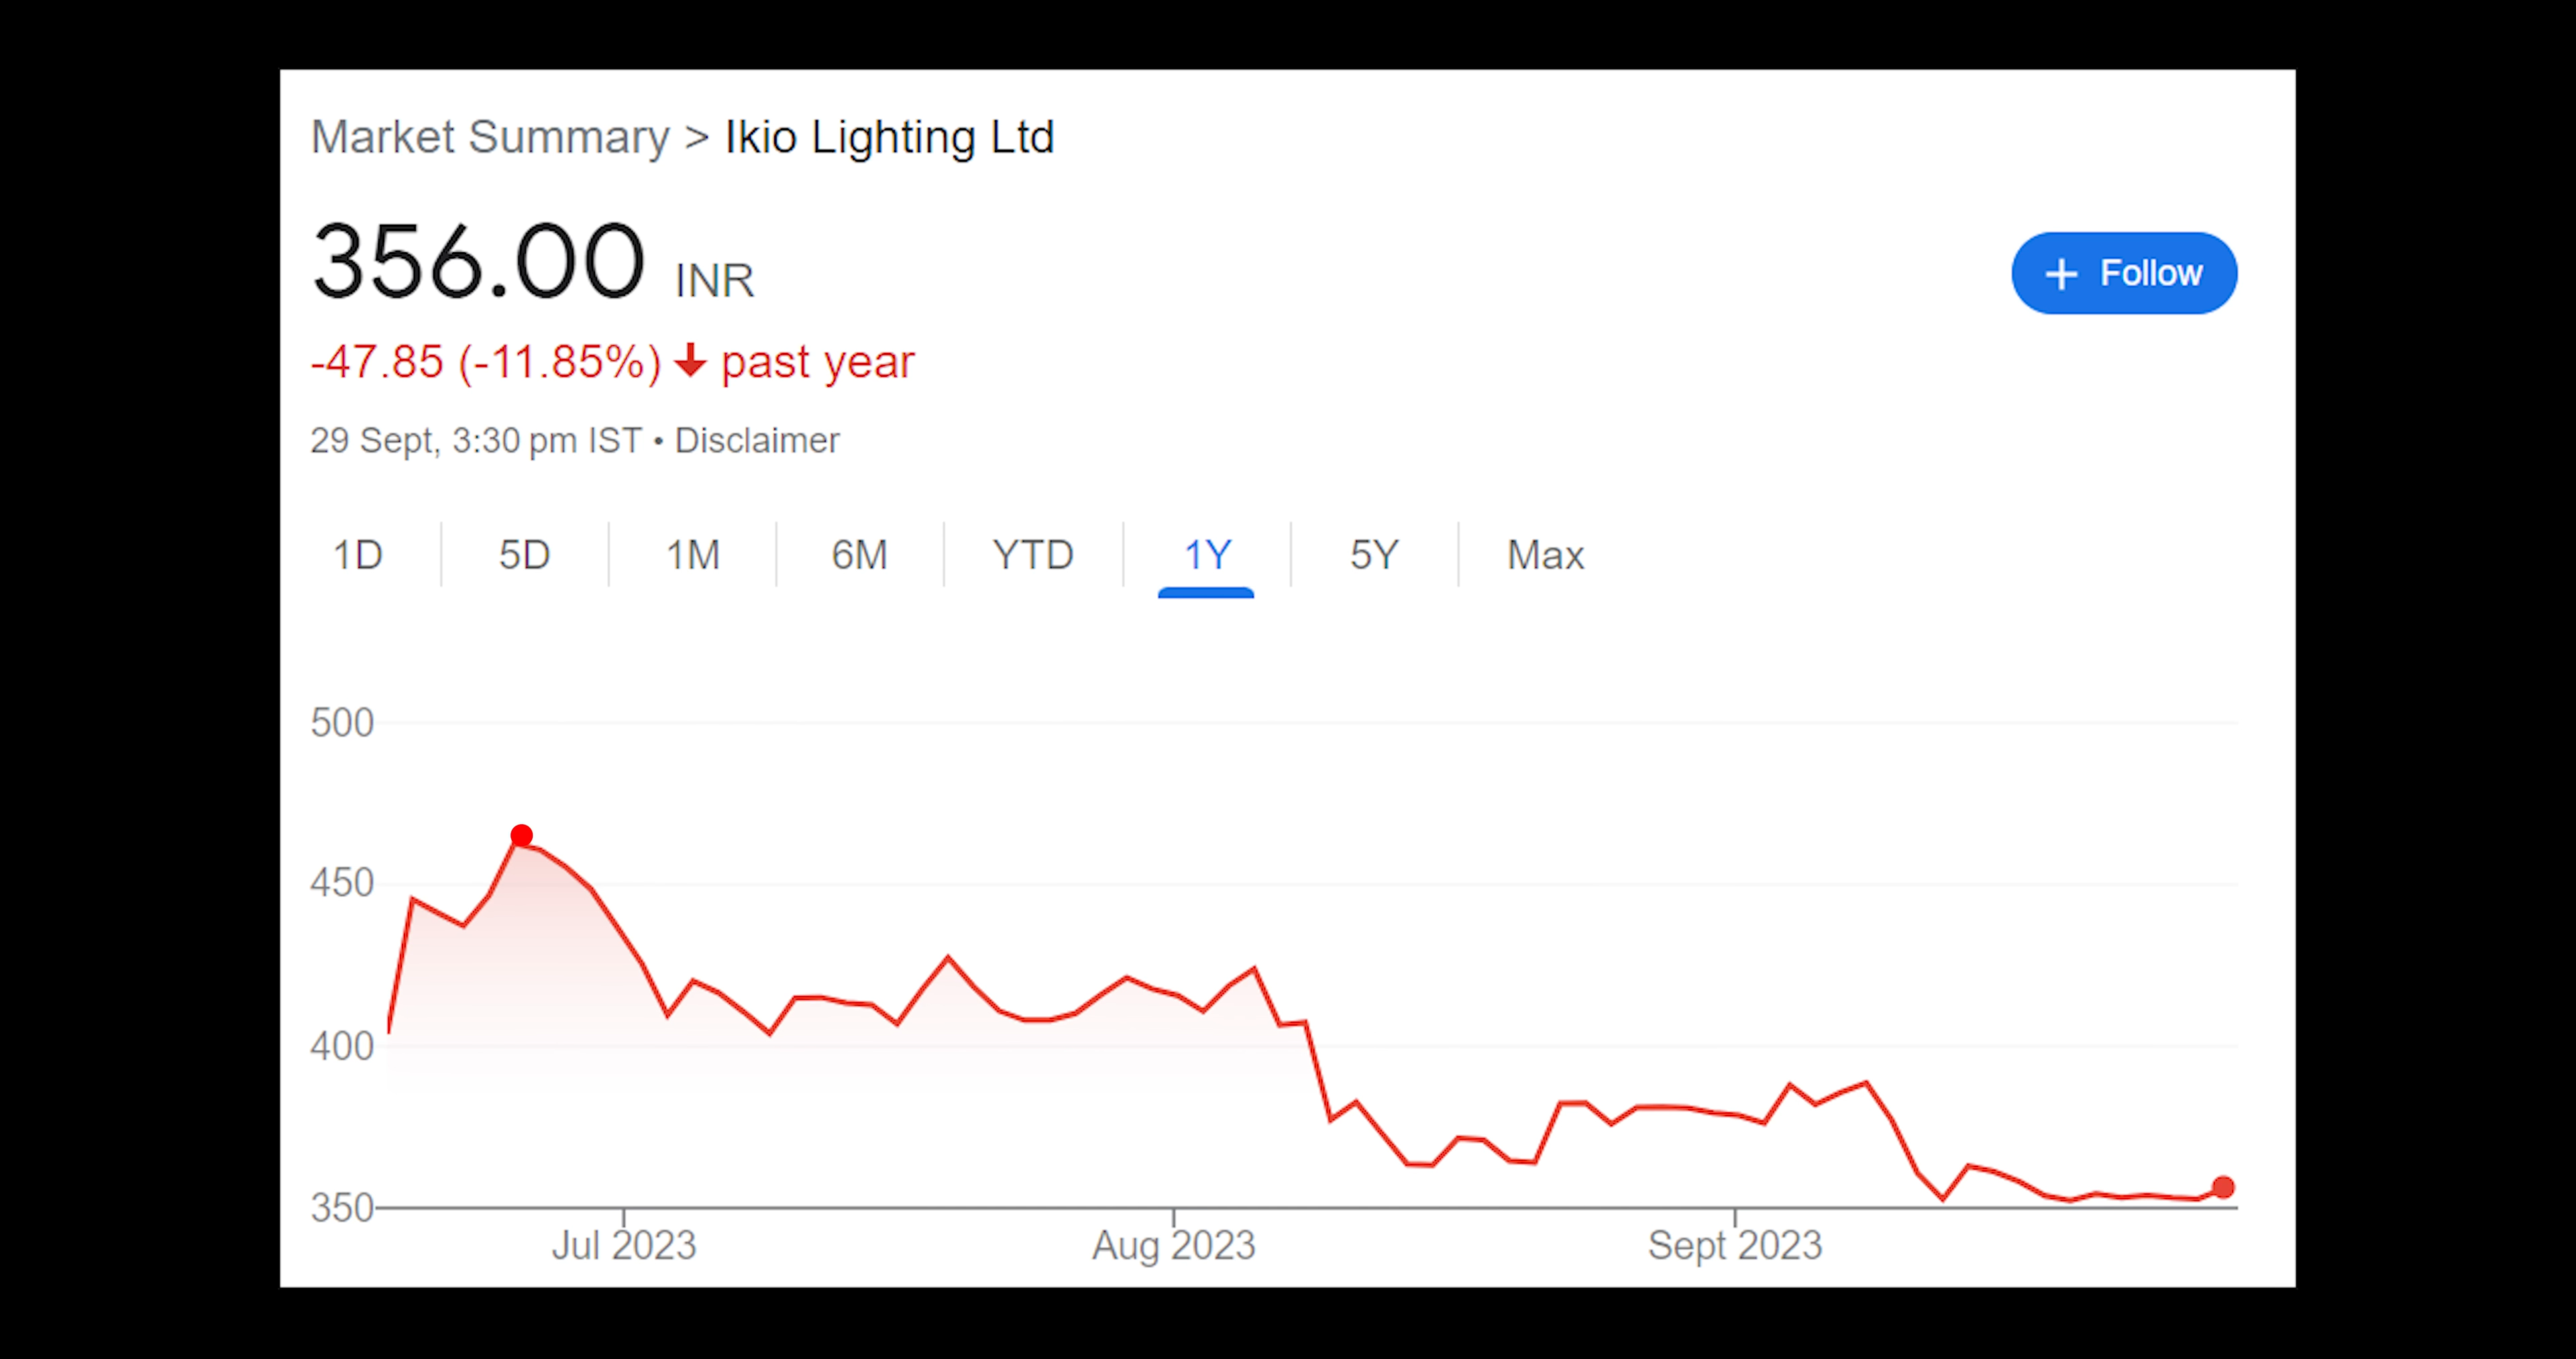 Market Summary > Ikio Lighting Ltd
356.00 INR
+ Follow
-47.85 (-11.85%) ↓ past year
29 Sept, 3:30 pm IST • Disclaimer
1D 5D 1M 6M YTD 1Y 5Y Max
500
450
400
350
Jul 2023 Aug 2023 Sept 2023